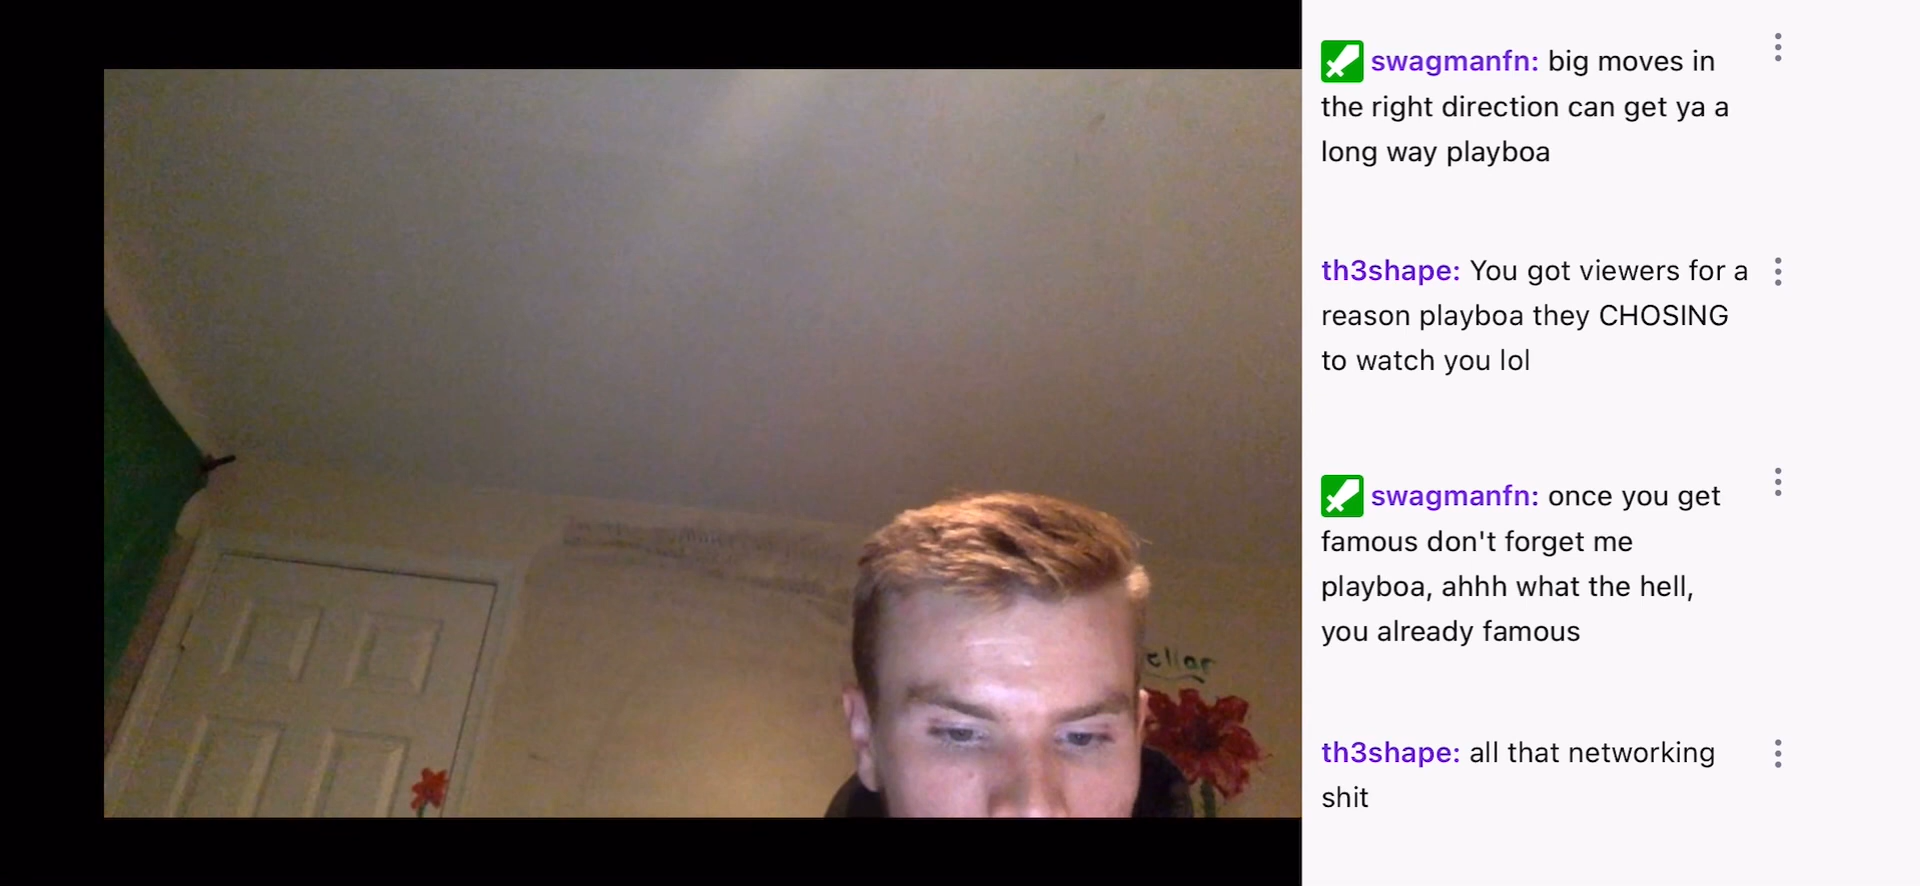 swagmanfn: big moves in
the right direction can get ya a
long way playboa
th3shape: You got viewers for a
reason playboa they CHOSING
to watch you lol
swagmanfn: once you get
famous don't forget me
playboa, ahhh what the hell,
you already famous
th3shape: all that networking
shit
ellar